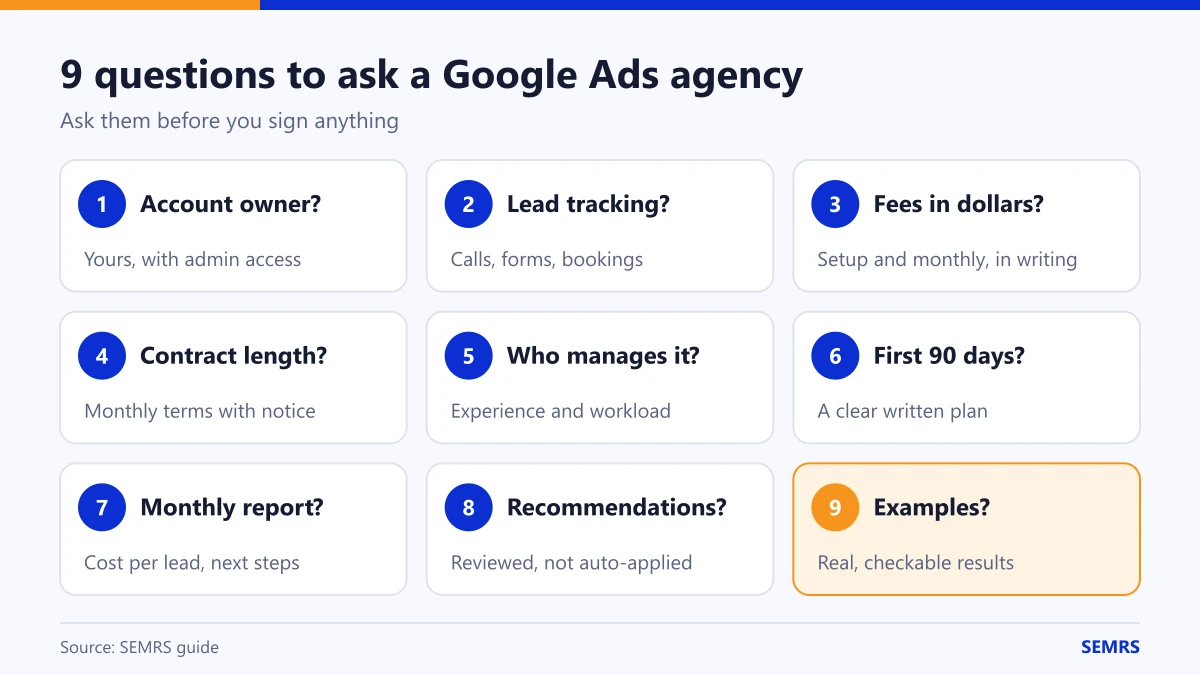 9 questions to ask a Google Ads agency
Ask them before you sign anything
1 Account owner?
Yours, with admin access
2 Lead tracking?
Calls, forms, bookings
3 Fees in dollars?
Setup and monthly, in writing
4 Contract length?
Monthly terms with notice
5 Who manages it?
Experience and workload
6 First 90 days?
A clear written plan
7 Monthly report?
Cost per lead, next steps
8 Recommendations?
Reviewed, not auto-applied
9 Examples?
Real, checkable results
Source: SEMRS guide
SEMRS